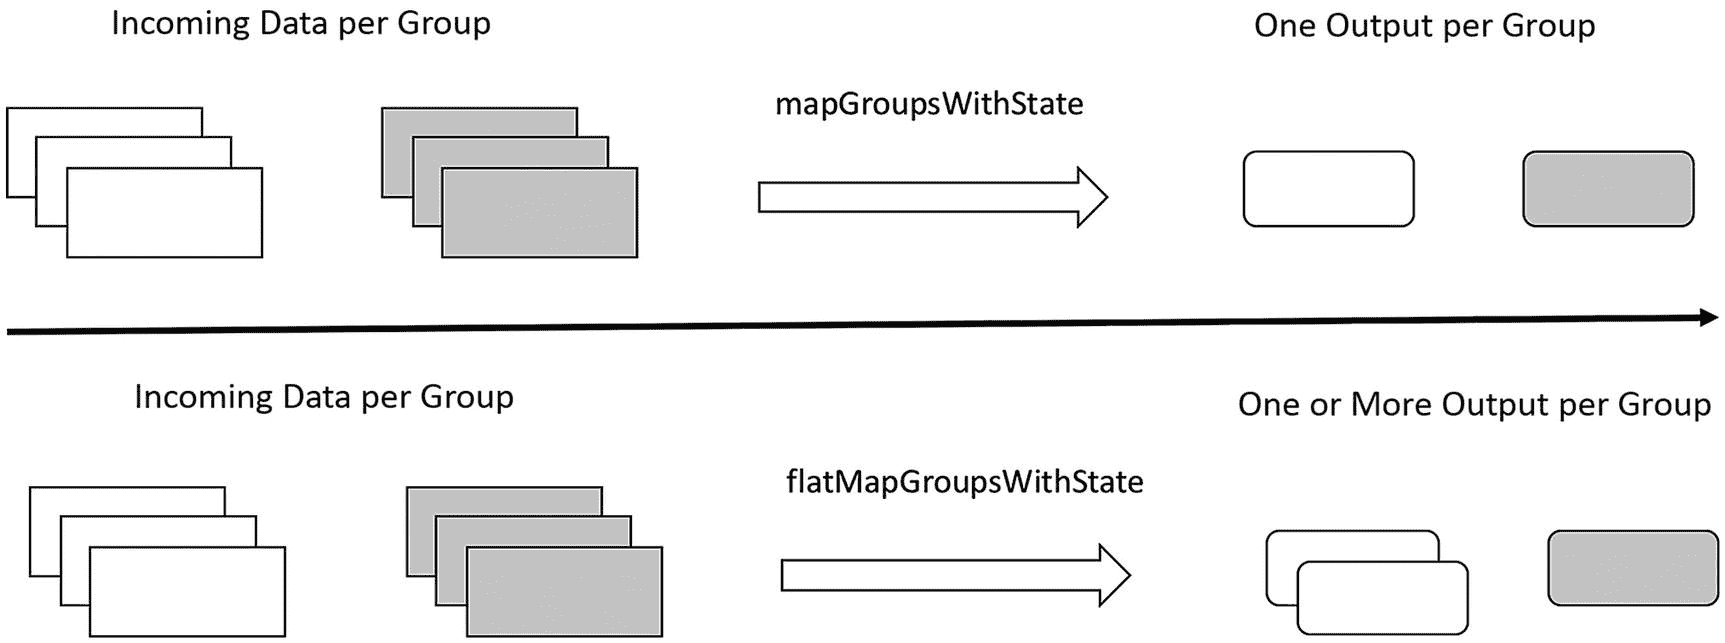 Incoming Data per Group
One Output per Group
mapGroupsWithState
Incoming Data per Group
One or More Output per Group
flatMapGroupsWithState